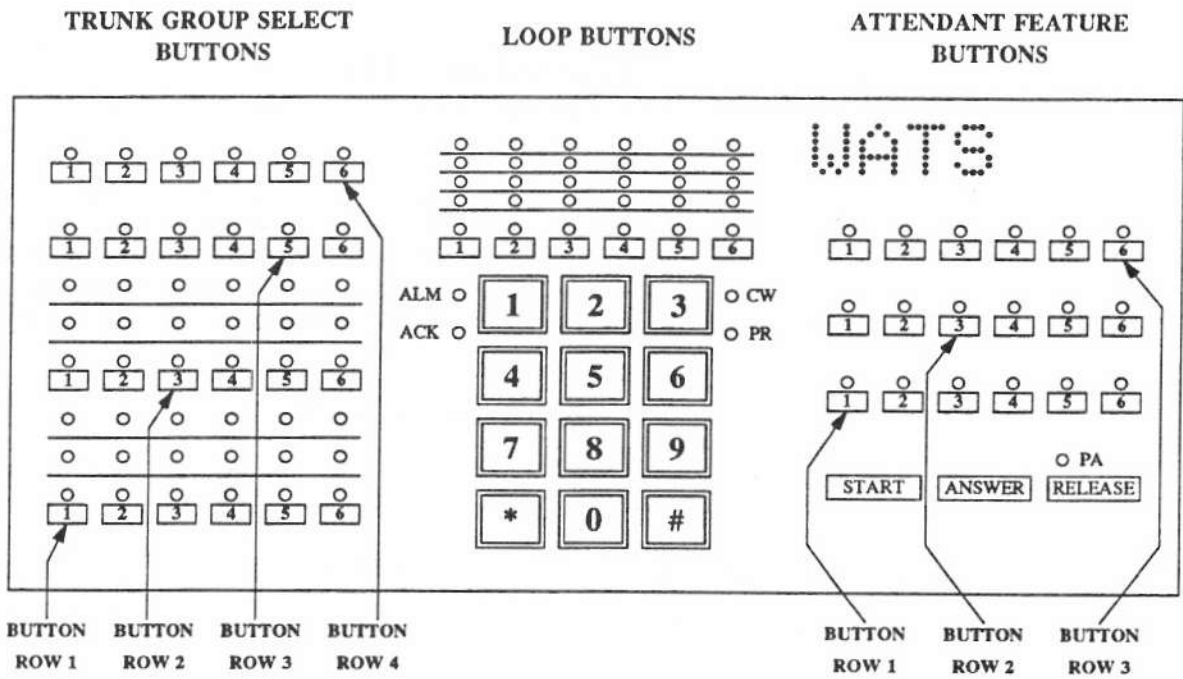 TRUNK GROUP SELECT
BUTTONS
LOOP BUTTONS
ATTENDANT FEATURE
BUTTONS
WATS
1 2 3 4 5 6
1 2 3 4 5 6
1 2 3 4 5 6
1 2 3 4 5 6
1 2 3 4 5 6
ALM
ACK
CW
PR
1 2 3
4 5 6
7 8 9
* 0 #
1 2 3 4 5 6
1 2 3 4 5 6
1 2 3 4 5 6
PA
START ANSWER RELEASE
BUTTON
ROW 1
BUTTON
ROW 2
BUTTON
ROW 3
BUTTON
ROW 4
BUTTON
ROW 1
BUTTON
ROW 2
BUTTON
ROW 3